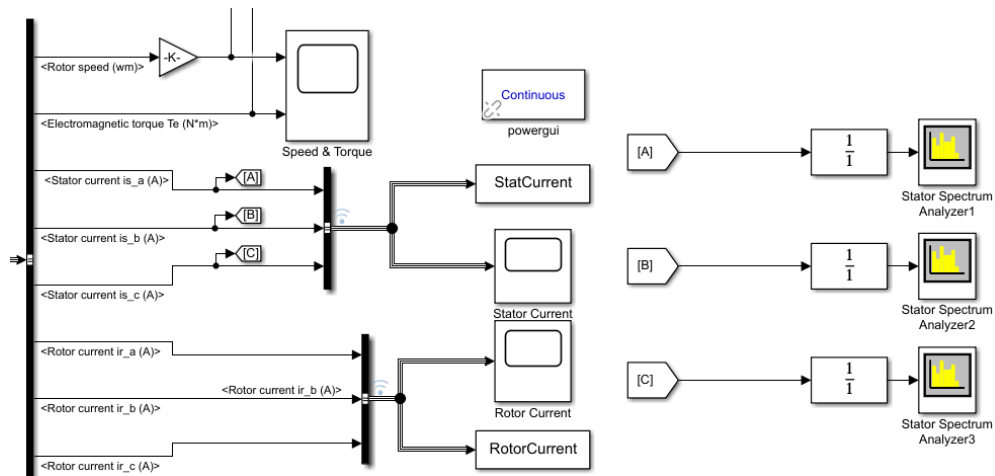 <Rotor speed (wm)>
-K-
<Electromagnetic torque Te (N*m)>
Speed & Torque
Continuous
powergui
<Stator current is_a (A)>
[A]
<Stator current is_b (A)>
[B]
<Stator current is_c (A)>
[C]
StatCurrent
Stator Current
<Rotor current ir_a (A)>
<Rotor current ir_b (A)>
<Rotor current ir_b (A)>
<Rotor current ir_c (A)>
Rotor Current
RotorCurrent
[A]
1
1
Stator Spectrum
Analyzer1
[B]
1
1
Stator Spectrum
Analyzer2
[C]
1
1
Stator Spectrum
Analyzer3